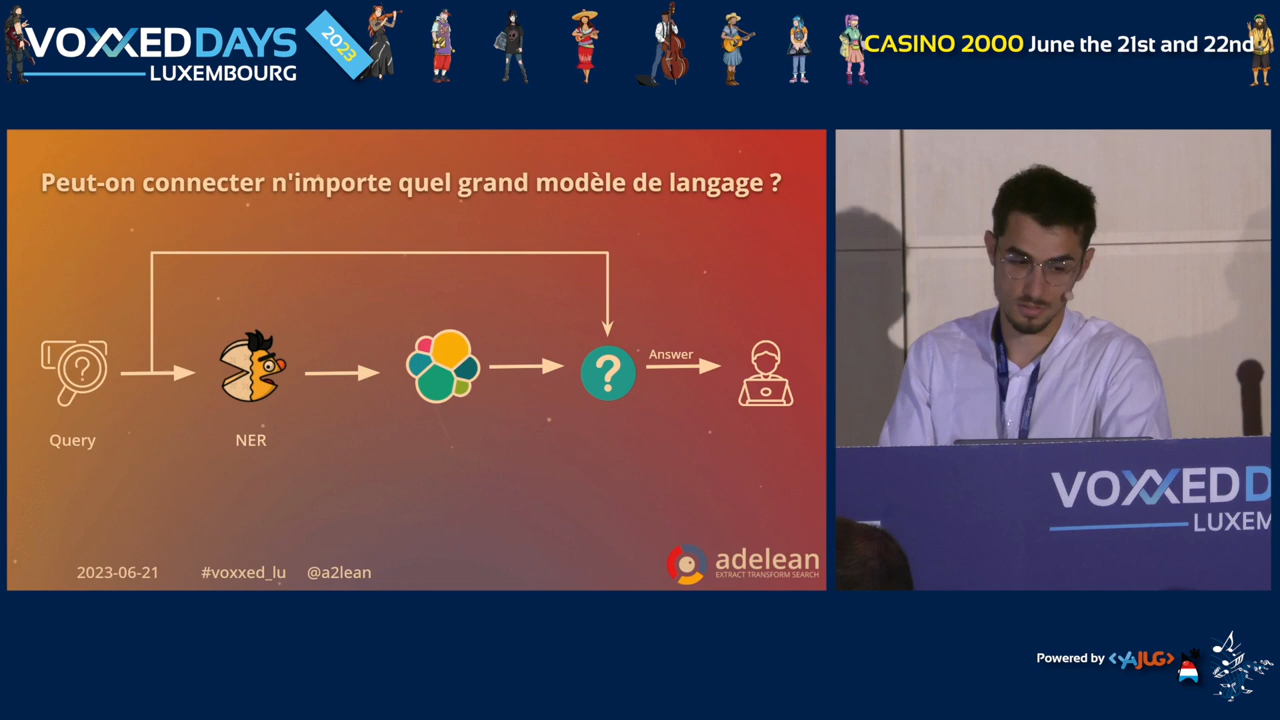 VOXXED DAYS
2023
LUXEMBOURG
CASINO 2000 June the 21st and 22nd
Peut-on connecter n'importe quel grand modèle de langage ?
?
?
Answer
Query
NER
2023-06-21
#voxxed_lu
@a2lean
adelean
EXTRACT TRANSFORM SEARCH
VOXXED D
LUXEM
Powered by <YAJUG>